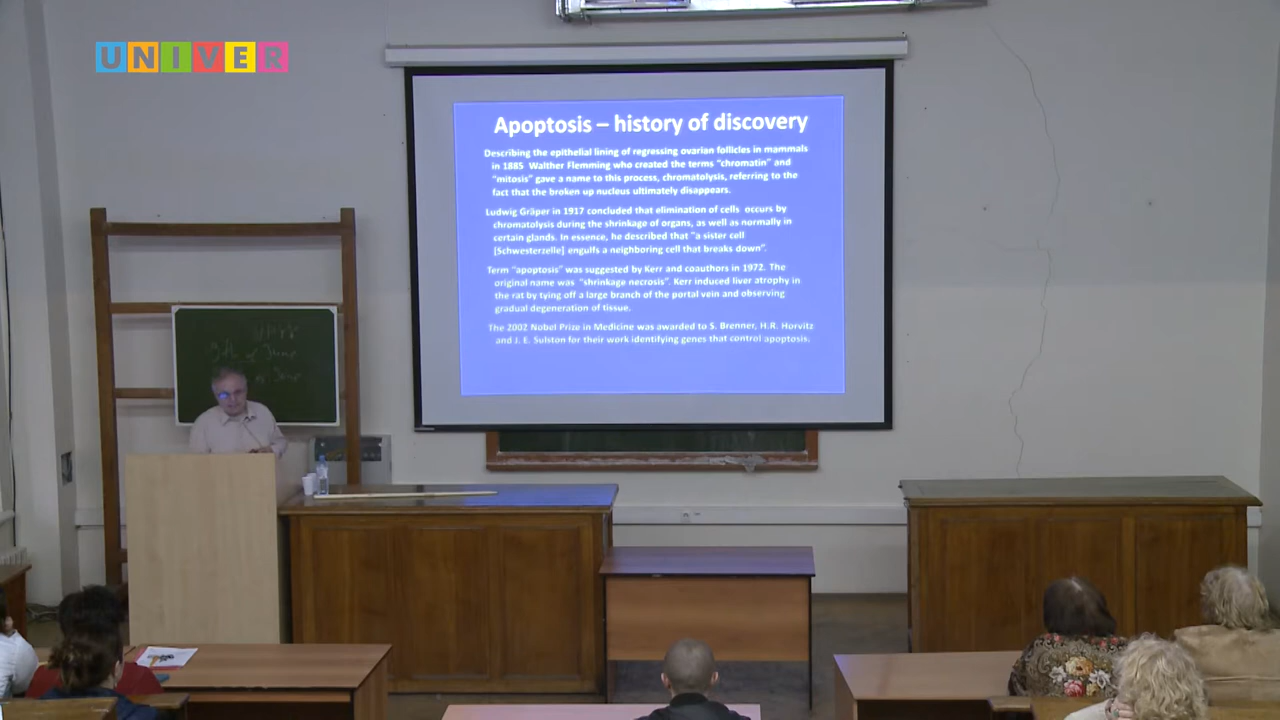 UNIVER
Apoptosis – history of discovery
Describing the epithelial lining of regressing ovarian follicles in mammals
in 1885 Walther Flemming who created the terms "chromatin" and
"mitosis" gave a name to this process, chromatolysis, referring to the
fact that the broken up nucleus ultimately disappears.
Ludwig Gräper in 1917 concluded that elimination of cells occurs by
chromatolysis during the shrinkage of organs, as well as normally in
certain glands. In essence, he described that "a sister cell
[Schwesterzelle] engulfs a neighboring cell that breaks down".
Term "apoptosis" was suggested by Kerr and coauthors in 1972. The
original name was "shrinkage necrosis". Kerr induced liver atrophy in
the rat by tying off a large branch of the portal vein and observing
gradual degeneration of tissue.
The 2002 Nobel Prize in Medicine was awarded to S. Brenner, H.R. Horvitz
and J. E. Sulston for their work identifying genes that control apoptosis.
of June